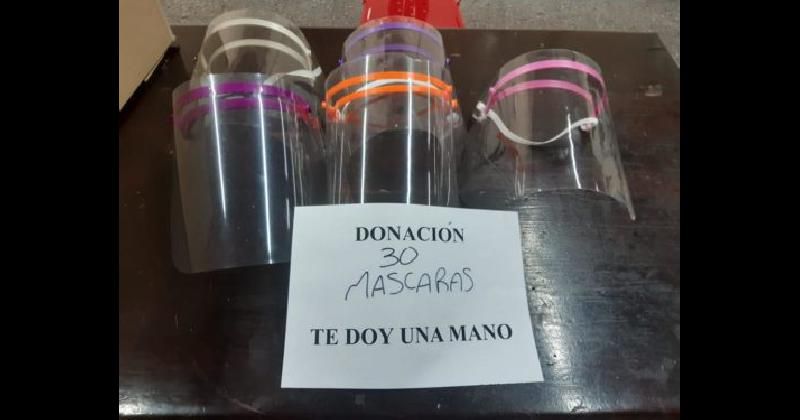 DONACIÓN
30
MASCARAS
TE DOY UNA MANO